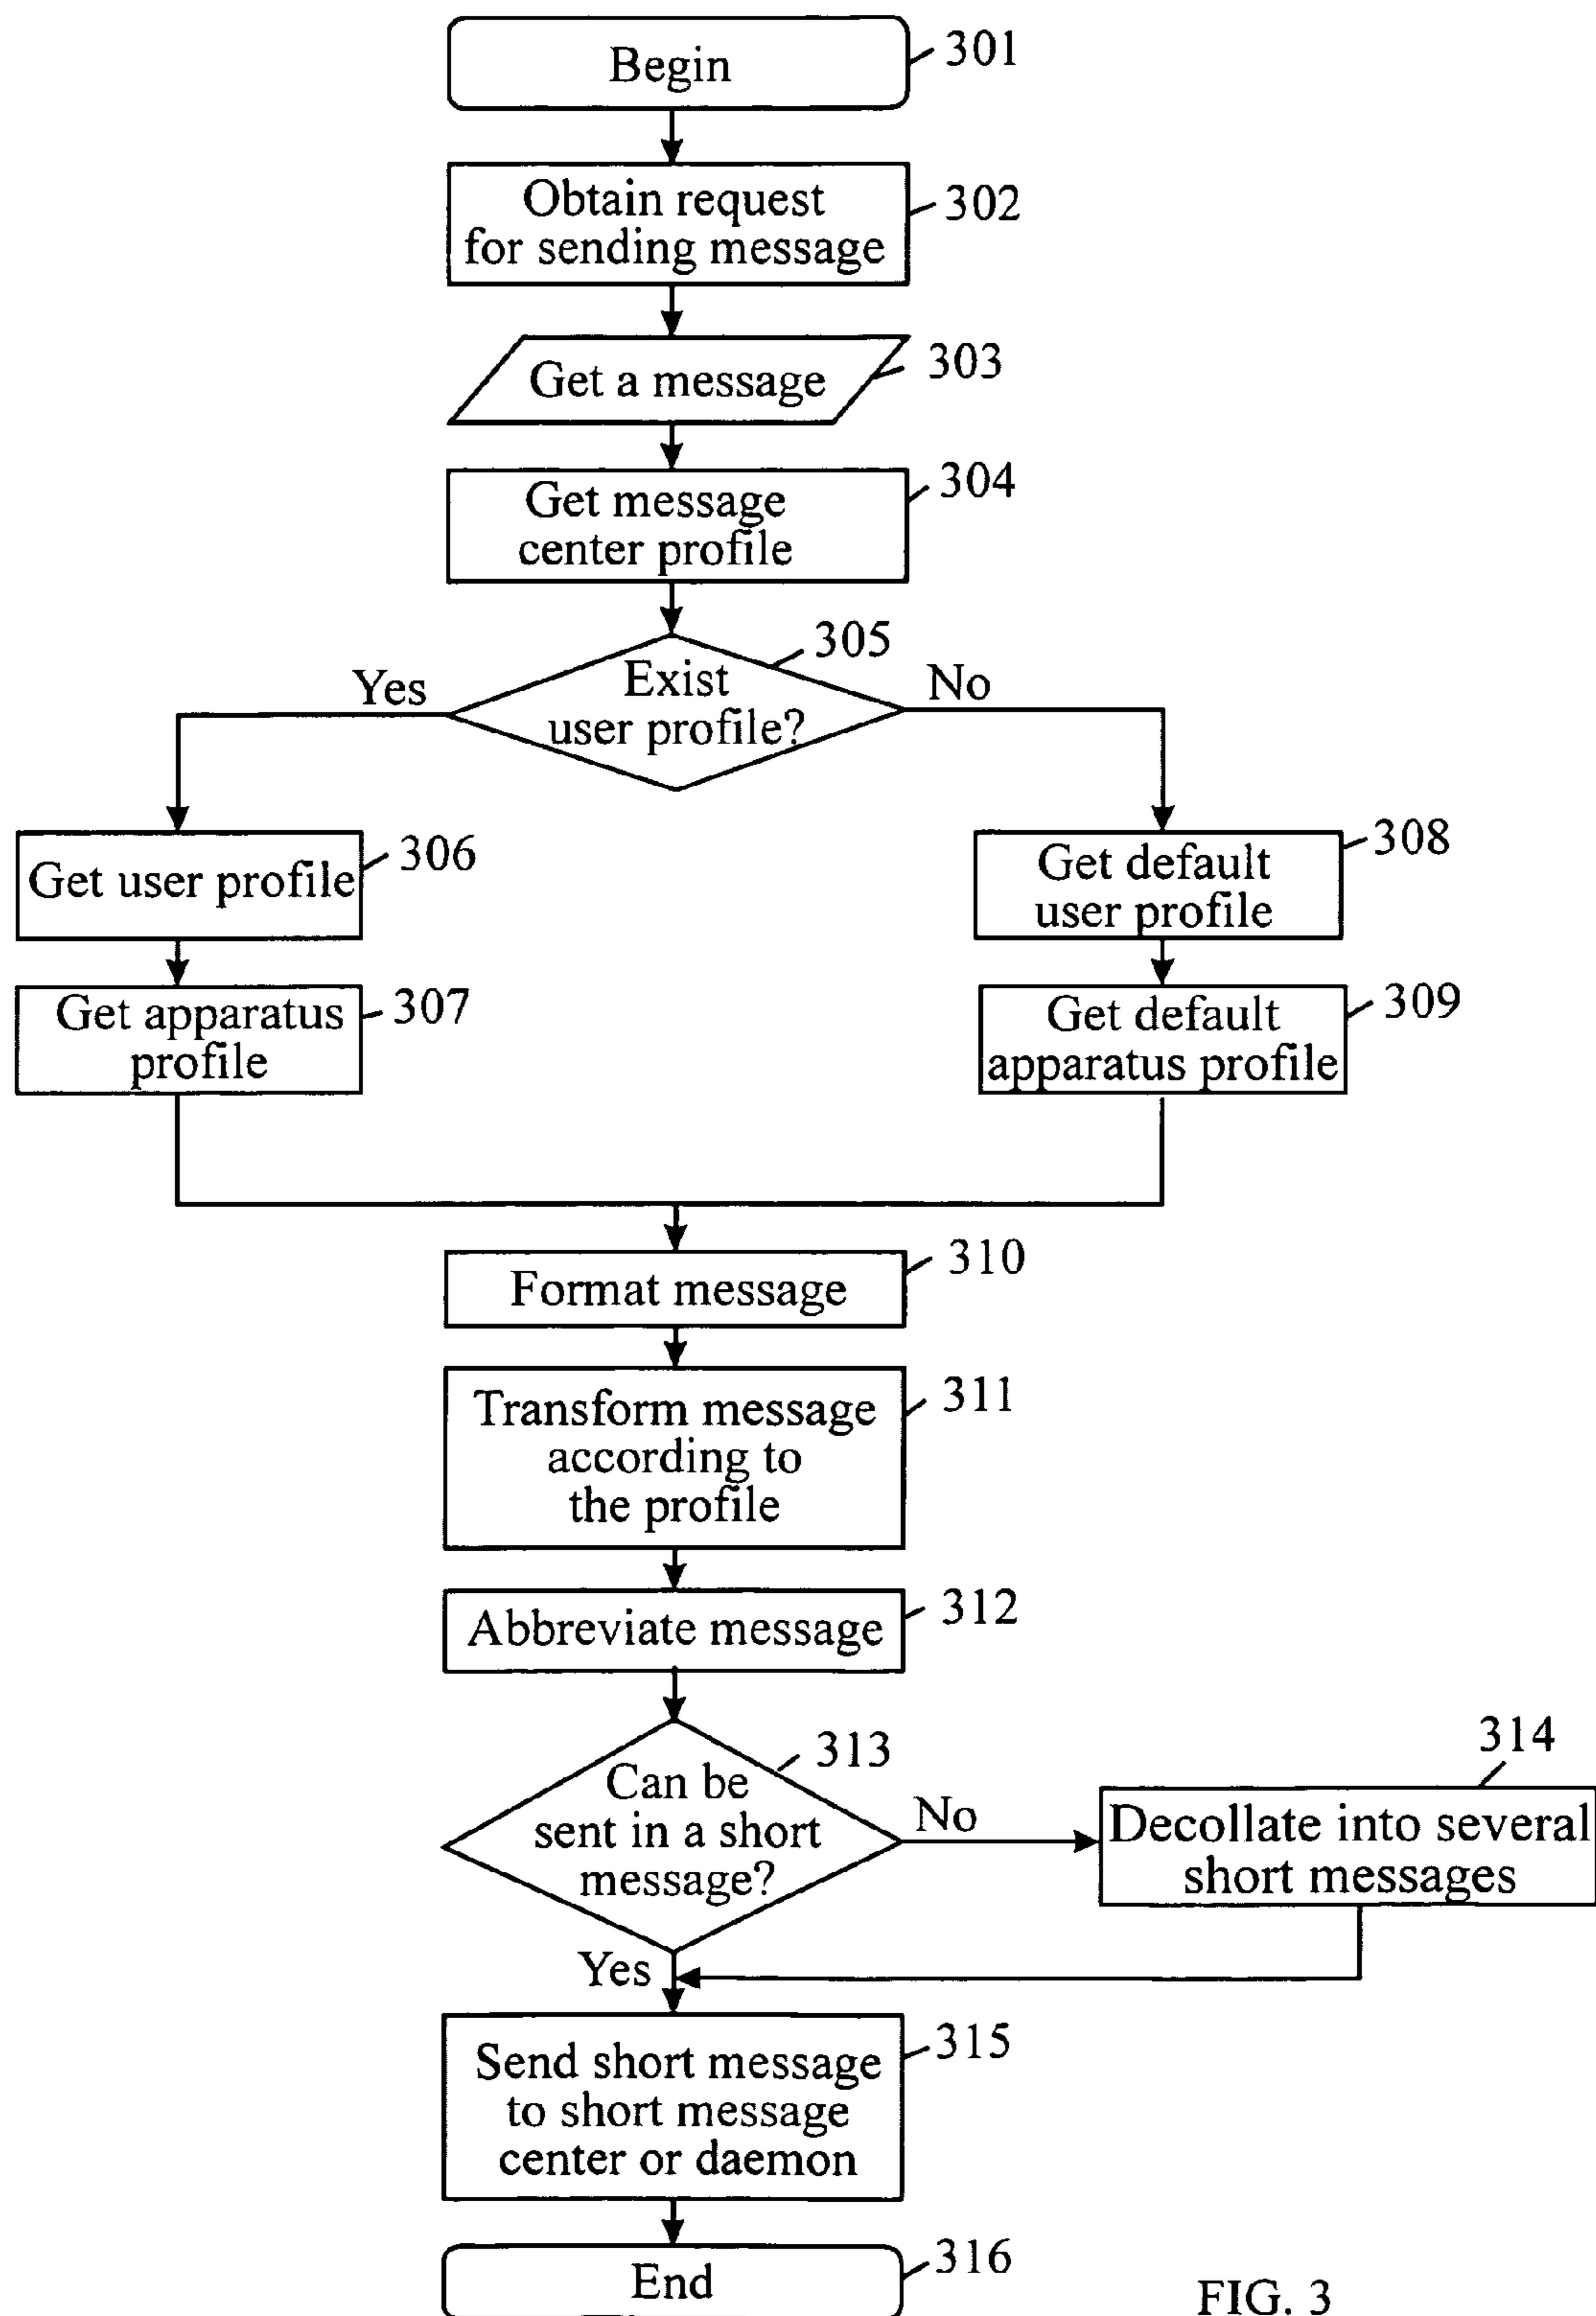 Begin
301
Obtain request
for sending message
302
Get a message
303
Get message
center profile
304
305
Exist
user profile?
Yes
No
Get user profile
306
Get default
user profile
308
Get apparatus
profile
307
Get default
apparatus profile
309
Format message
310
Transform message
according to
the profile
311
Abbreviate message
312
313
Can be
sent in a short
message?
No
314
Decollate into several
short messages
Yes
Send short message
to short message
center or daemon
315
End
316
FIG. 3